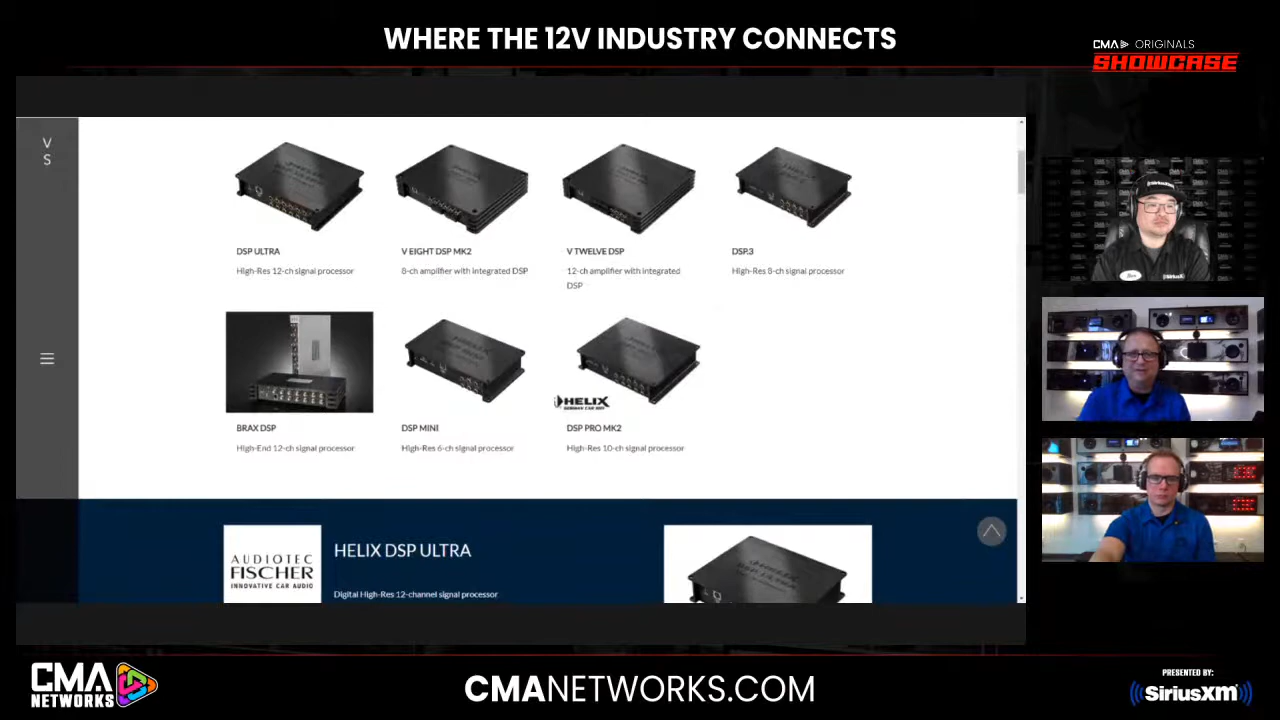 WHERE THE 12V INDUSTRY CONNECTS
CMA ORIGINALS
SHOWCASE
V
S
DSP ULTRA
High-Res 12-ch signal processor
V EIGHT DSP MK2
8-ch amplifier with integrated DSP
V TWELVE DSP
12-ch amplifier with integrated
DSP
DSP.3
High-Res 8-ch signal processor
HELIX
GERMAN CAR HIFI
BRAX DSP
High-End 12-ch signal processor
DSP MINI
High-Res 6-ch signal processor
DSP PRO MK2
High-Res 10-ch signal processor
AUDIOTEC
FISCHER
INNOVATIVE CAR AUDIO
HELIX DSP ULTRA
Digital High-Res 12-channel signal processor
CMA
NETWORKS
CMANETWORKS.COM
PRESENTED BY:
SiriusXm